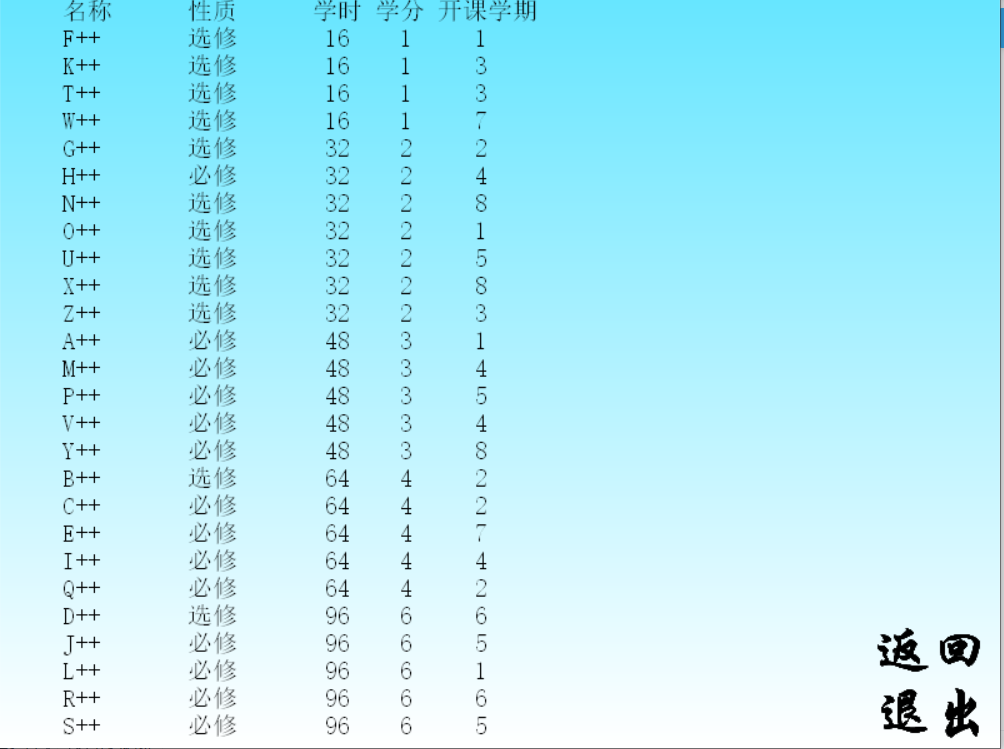 名称 性质 学时 学分 开课学期
F++ 选修 16 1 1
K++ 选修 16 1 3
T++ 选修 16 1 3
W++ 选修 16 1 7
G++ 选修 32 2 2
H++ 必修 32 2 4
N++ 选修 32 2 8
O++ 选修 32 2 1
U++ 选修 32 2 5
X++ 选修 32 2 8
Z++ 选修 32 2 3
A++ 必修 48 3 1
M++ 必修 48 3 4
P++ 必修 48 3 5
V++ 必修 48 3 4
Y++ 必修 48 3 8
B++ 选修 64 4 2
C++ 必修 64 4 2
E++ 必修 64 4 7
I++ 必修 64 4 4
Q++ 必修 64 4 2
D++ 选修 96 6 6
J++ 必修 96 6 5
L++ 必修 96 6 1
R++ 必修 96 6 6
S++ 必修 96 6 5
返回
退出